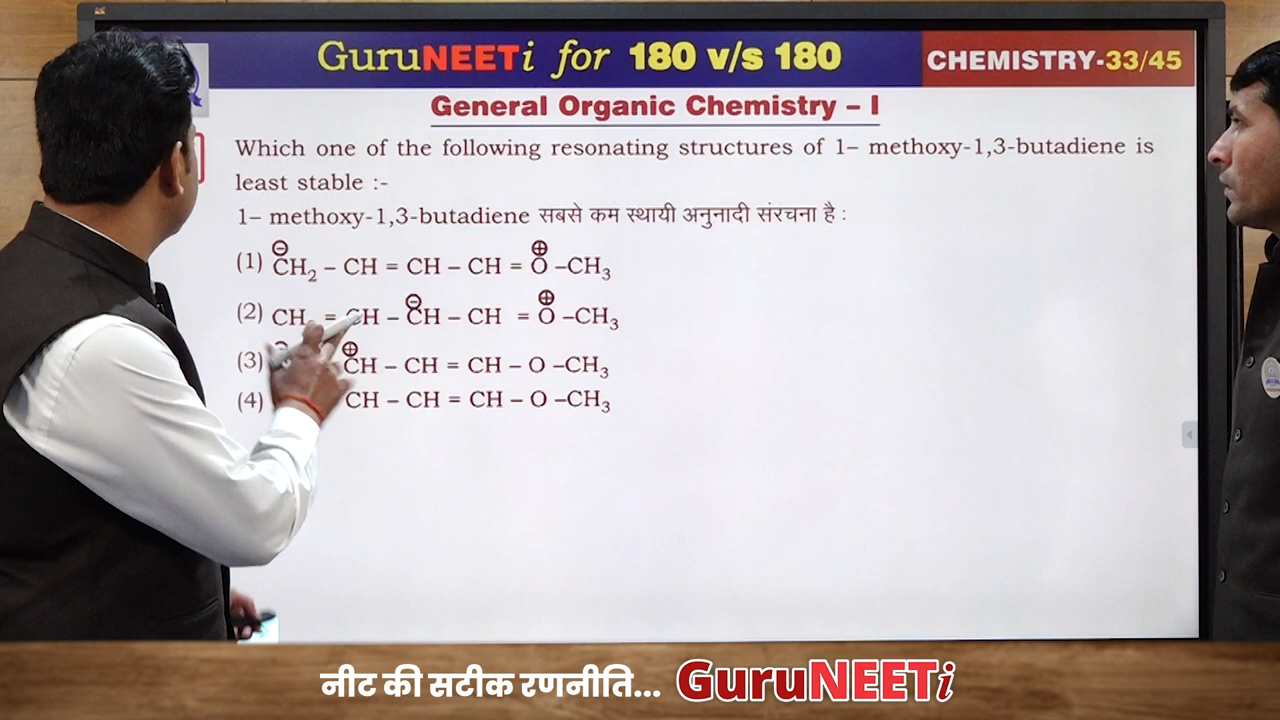 GuruNEETi for 180 v/s 180 CHEMISTRY-33/45
General Organic Chemistry – I
Which one of the following resonating structures of 1– methoxy-1,3-butadiene is
least stable :-
1– methoxy-1,3-butadiene सबसे कम स्थायी अनुनादी संरचना है :
(1) C⊖H₂ – CH = CH – CH = O⊕ –CH₃
(2) CH = CH – C⊖H – CH = O⊕ –CH₃
(3) C⊕H – CH = CH – O –CH₃
(4) CH – CH = CH – O –CH₃
नीट की सटीक रणनीति... GuruNEETi